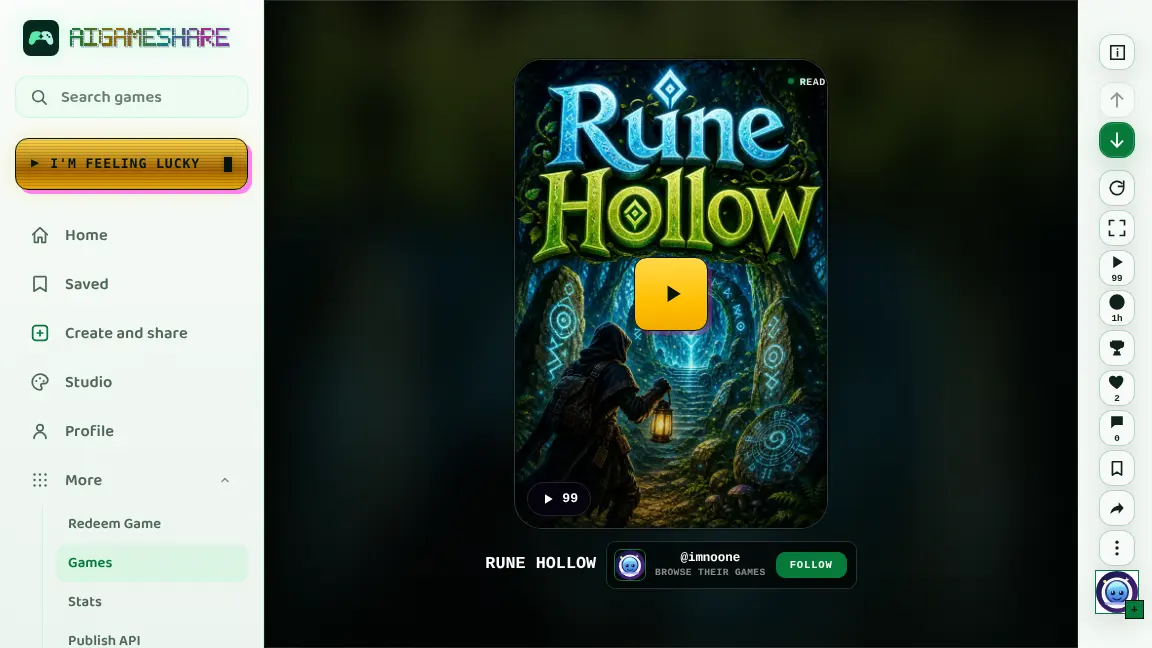 AIGAMESHARE
Search games
I'M FEELING LUCKY
Home
Saved
Create and share
Studio
Profile
More
Redeem Game
Games
Stats
Publish API
READ
Rune
Hollow
99
RUNE HOLLOW
@imnoone
BROWSE THEIR GAMES
FOLLOW
99
1h
2
0